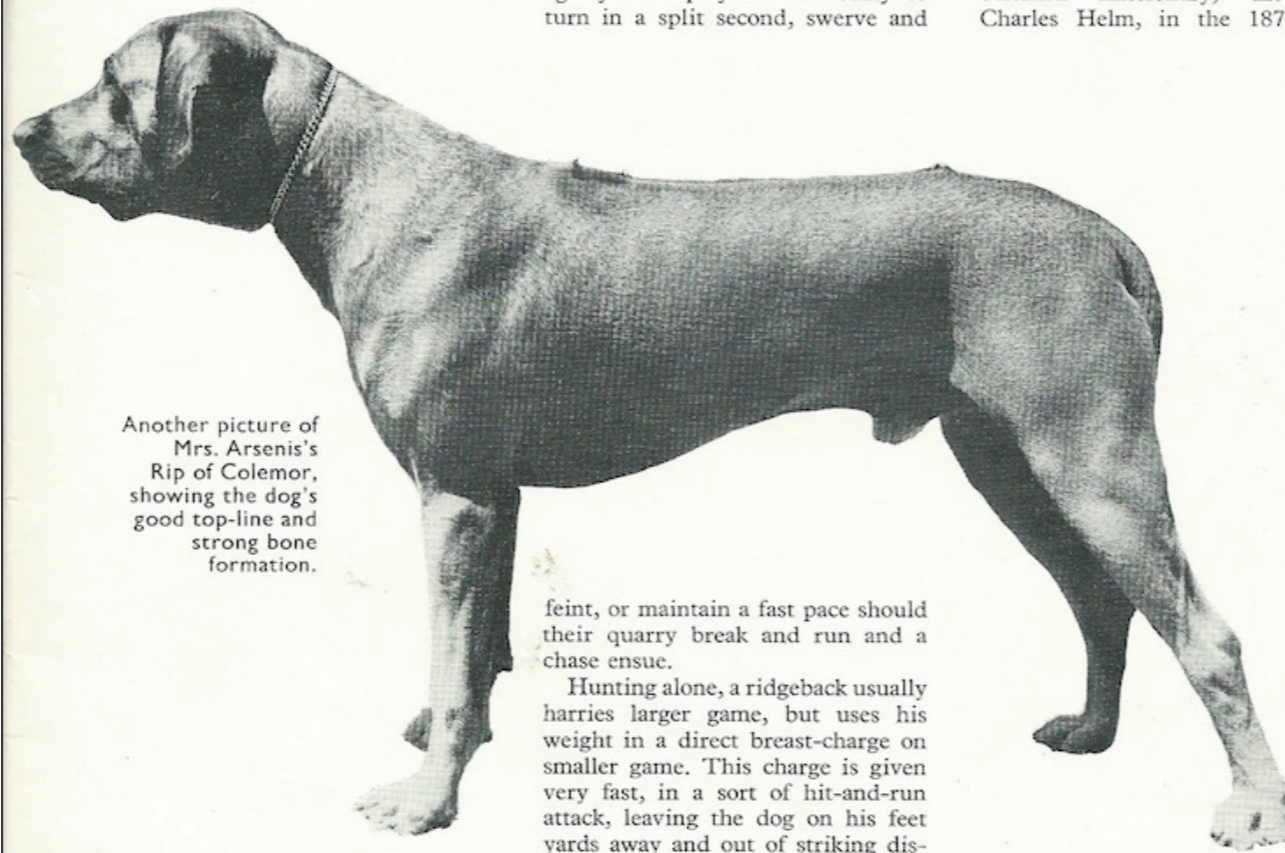 turn in a split second, swerve and
Charles Helm, in the 187
Another picture of
Mrs. Arsenis's
Rip of Colemor,
showing the dog's
good top-line and
strong bone
formation.
feint, or maintain a fast pace should
their quarry break and run and a
chase ensue.
Hunting alone, a ridgeback usually
harries larger game, but uses his
weight in a direct breast-charge on
smaller game. This charge is given
very fast, in a sort of hit-and-run
attack, leaving the dog on his feet
yards away and out of striking dis-